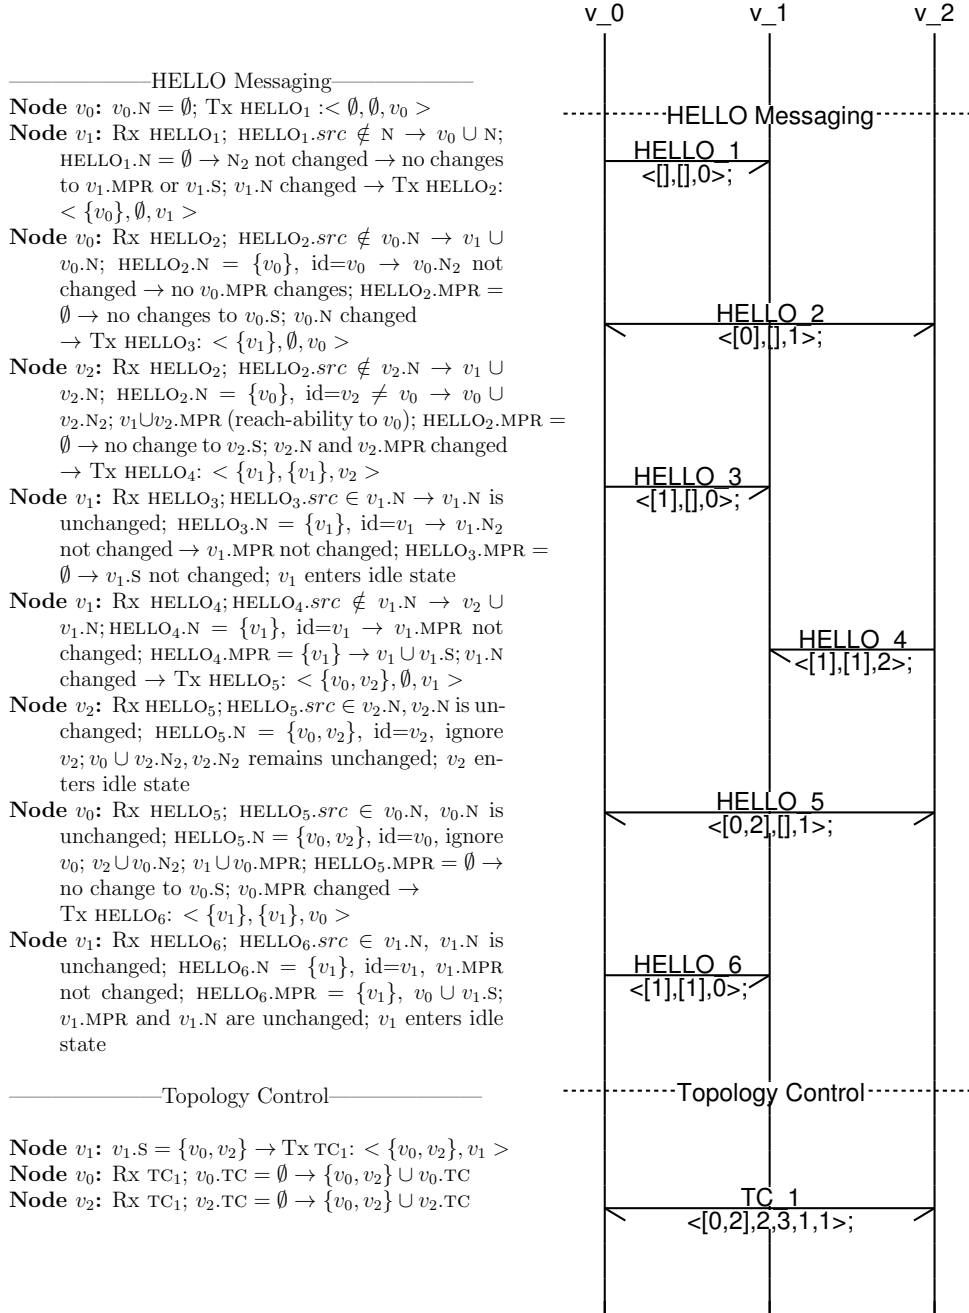 HELLO Messaging
Node v₀: v₀.N = ∅; Tx HELLO₁ :< ∅, ∅, v₀ >
Node v₁: Rx HELLO₁; HELLO₁.src ∉ N → v₀ ∪ N;
HELLO₁.N = ∅ → N₂ not changed → no changes
to v₁.MPR or v₁.S; v₁.N changed → Tx HELLO₂:
< {v₀}, ∅, v₁ >
Node v₀: Rx HELLO₂; HELLO₂.src ∉ v₀.N → v₁ ∪
v₀.N; HELLO₂.N = {v₀}, id=v₀ → v₀.N₂ not
changed → no v₀.MPR changes; HELLO₂.MPR =
∅ → no changes to v₀.S; v₀.N changed
→ Tx HELLO₃: < {v₁}, ∅, v₀ >
Node v₂: Rx HELLO₂; HELLO₂.src ∉ v₂.N → v₁ ∪
v₂.N; HELLO₂.N = {v₀}, id=v₂ ≠ v₀ → v₀ ∪
v₂.N₂; v₁∪v₂.MPR (reach-ability to v₀); HELLO₂.MPR =
∅ → no change to v₂.S; v₂.N and v₂.MPR changed
→ Tx HELLO₄: < {v₁}, {v₁}, v₂ >
Node v₁: Rx HELLO₃; HELLO₃.src ∈ v₁.N → v₁.N is
unchanged; HELLO₃.N = {v₁}, id=v₁ → v₁.N₂
not changed → v₁.MPR not changed; HELLO₃.MPR =
∅ → v₁.S not changed; v₁ enters idle state
Node v₁: Rx HELLO₄; HELLO₄.src ∉ v₁.N → v₂ ∪
v₁.N; HELLO₄.N = {v₁}, id=v₁ → v₁.MPR not
changed; HELLO₄.MPR = {v₁} → v₁ ∪ v₁.S; v₁.N
changed → Tx HELLO₅: < {v₀, v₂}, ∅, v₁ >
Node v₂: Rx HELLO₅; HELLO₅.src ∈ v₂.N, v₂.N is un-
changed; HELLO₅.N = {v₀, v₂}, id=v₂, ignore
v₂; v₀ ∪ v₂.N₂, v₂.N₂ remains unchanged; v₂ en-
ters idle state
Node v₀: Rx HELLO₅; HELLO₅.src ∈ v₀.N, v₀.N is
unchanged; HELLO₅.N = {v₀, v₂}, id=v₀, ignore
v₀; v₂ ∪ v₀.N₂; v₁ ∪ v₀.MPR; HELLO₅.MPR = ∅ →
no change to v₀.S; v₀.MPR changed →
Tx HELLO₆: < {v₁}, {v₁}, v₀ >
Node v₁: Rx HELLO₆; HELLO₆.src ∈ v₁.N, v₁.N is
unchanged; HELLO₆.N = {v₁}, id=v₁, v₁.MPR
not changed; HELLO₆.MPR = {v₁}, v₀ ∪ v₁.S;
v₁.MPR and v₁.N are unchanged; v₁ enters idle
state
Topology Control
Node v₁: v₁.S = {v₀, v₂} → Tx TC₁: < {v₀, v₂}, v₁ >
Node v₀: Rx TC₁; v₀.TC = ∅ → {v₀, v₂} ∪ v₀.TC
Node v₂: Rx TC₁; v₂.TC = ∅ → {v₀, v₂} ∪ v₂.TC
v_0 v_1 v_2
HELLO Messaging
HELLO_1
<[],[],0>;
HELLO_2
<[0],[],1>;
HELLO_3
<[1],[],0>;
HELLO_4
<[1],[1],2>;
HELLO_5
<[0,2],[],1>;
HELLO_6
<[1],[1],0>;
Topology Control
TC_1
<[0,2],2,3,1,1>;